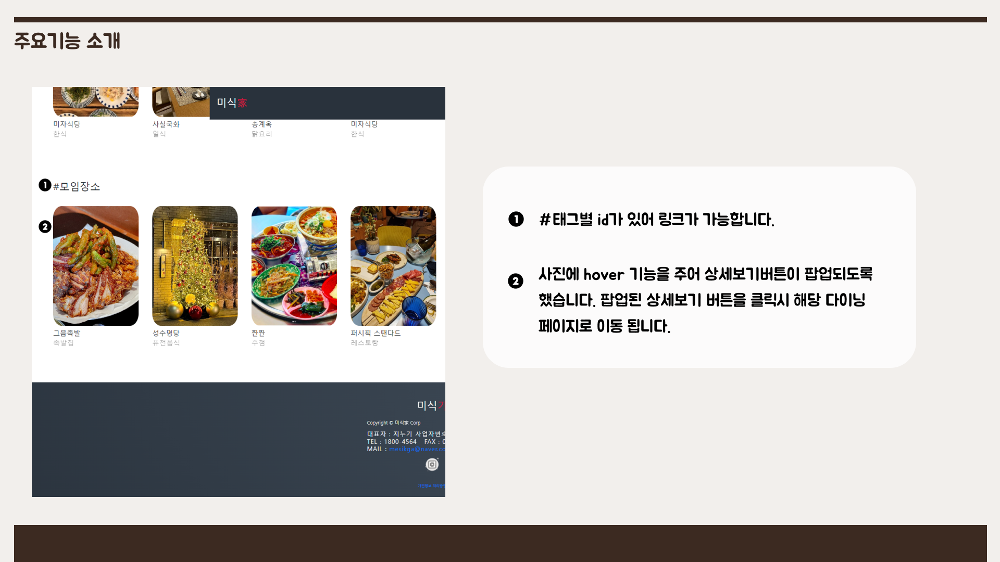 주요기능 소개
미식家
미자식당
사철국화
송계옥
미자식당
한식
일식
닭요리
한식
1 #모임장소
2
그믐족발
성수명당
짠짠
퍼시픽 스탠다드
족발집
퓨전음식
주점
레스토랑
미식가
Copyright © 미식家 Corp
대표자 : 지누기 사업자번호
TEL : 1800-4564 FAX : 0
MAIL : mesikga@naver.co
1 #태그별 id가 있어 링크가 가능합니다.
2 사진에 hover 기능을 주어 상세보기버튼이 팝업되도록
했습니다. 팝업된 상세보기 버튼을 클릭시 해당 다이닝
페이지로 이동 됩니다.